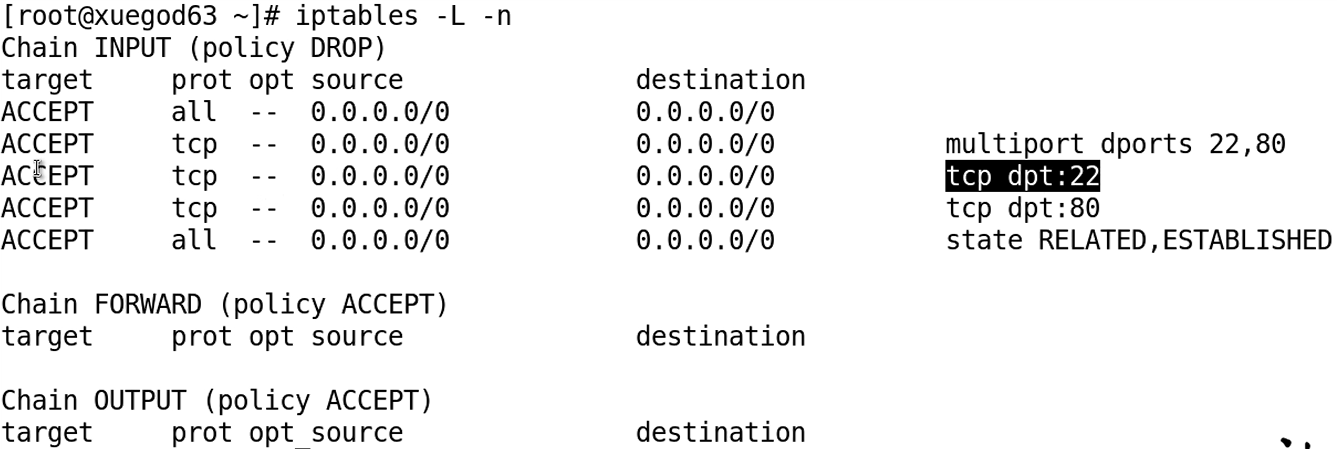 [root@xuegod63 ~]# iptables -L -n
Chain INPUT (policy DROP)
target     prot opt source               destination
ACCEPT     all  --  0.0.0.0/0            0.0.0.0/0
ACCEPT     tcp  --  0.0.0.0/0            0.0.0.0/0           multiport dports 22,80
ACCEPT     tcp  --  0.0.0.0/0            0.0.0.0/0           tcp dpt:22
ACCEPT     tcp  --  0.0.0.0/0            0.0.0.0/0           tcp dpt:80
ACCEPT     all  --  0.0.0.0/0            0.0.0.0/0           state RELATED,ESTABLISHED
Chain FORWARD (policy ACCEPT)
target     prot opt source               destination
Chain OUTPUT (policy ACCEPT)
target     prot opt source               destination